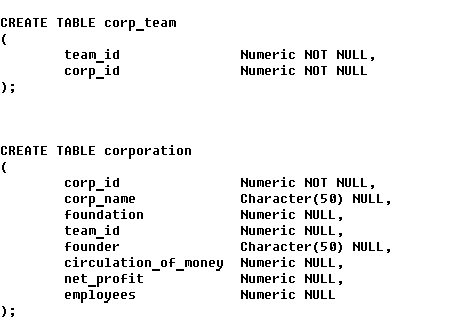 CREATE TABLE corp_team
(
team_id Numeric NOT NULL,
corp_id Numeric NOT NULL
);
CREATE TABLE corporation
(
corp_id Numeric NOT NULL,
corp_name Character(50) NULL,
foundation Numeric NULL,
team_id Numeric NULL,
founder Character(50) NULL,
circulation_of_money Numeric NULL,
net_profit Numeric NULL,
employees Numeric NULL
);